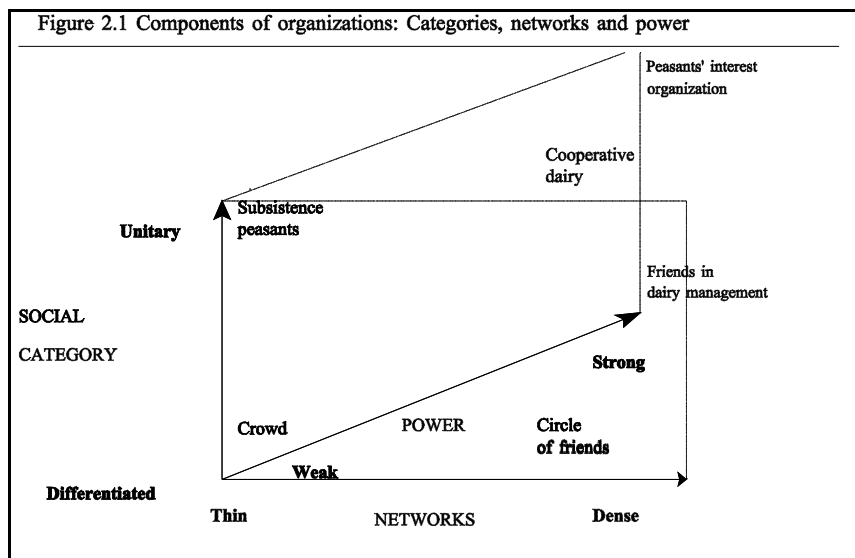 Figure 2.1 Components of organizations: Categories, networks and power
Peasants' interest
organization
Cooperative
dairy
Subsistence
peasants
Unitary
Friends in
dairy management
SOCIAL
CATEGORY
Strong
Crowd
POWER
Circle
of friends
Weak
Differentiated
Thin
NETWORKS
Dense